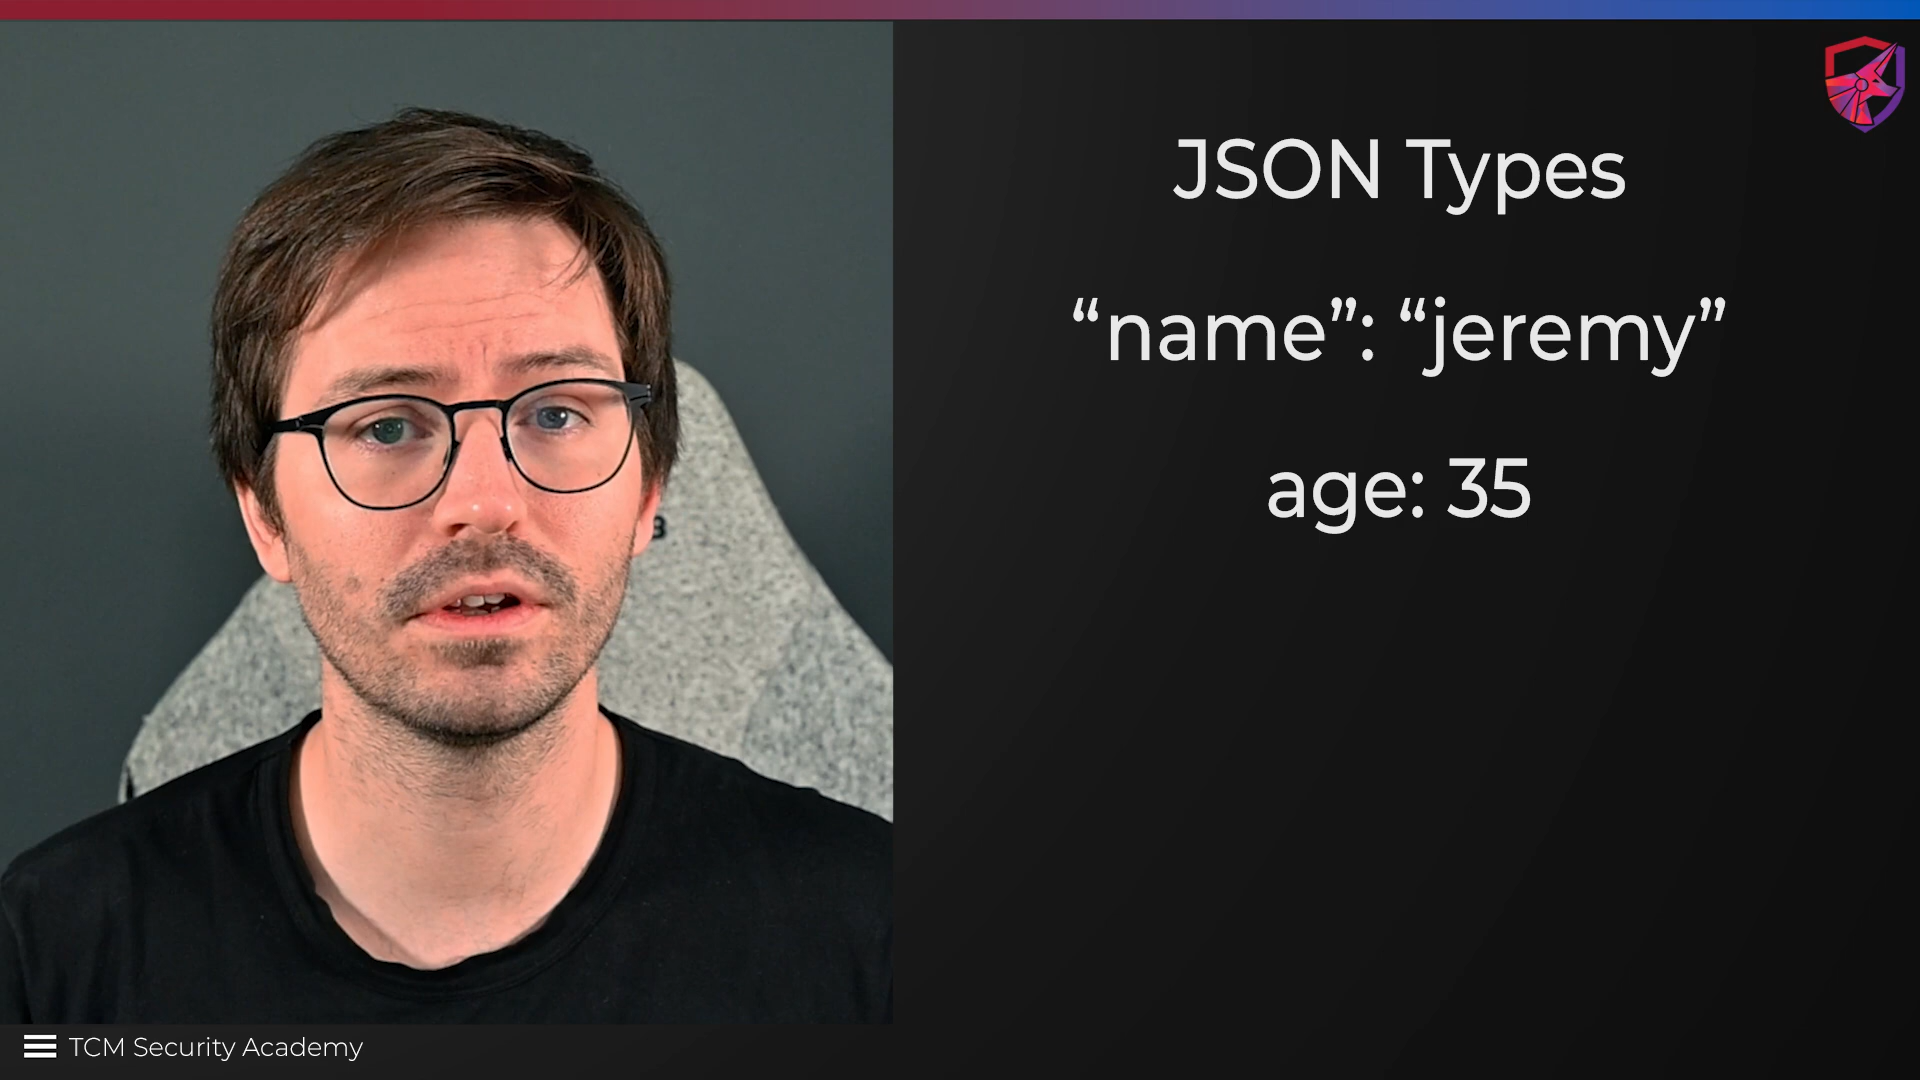 JSON Types
“name”: “jeremy”
age: 35
TCM Security Academy